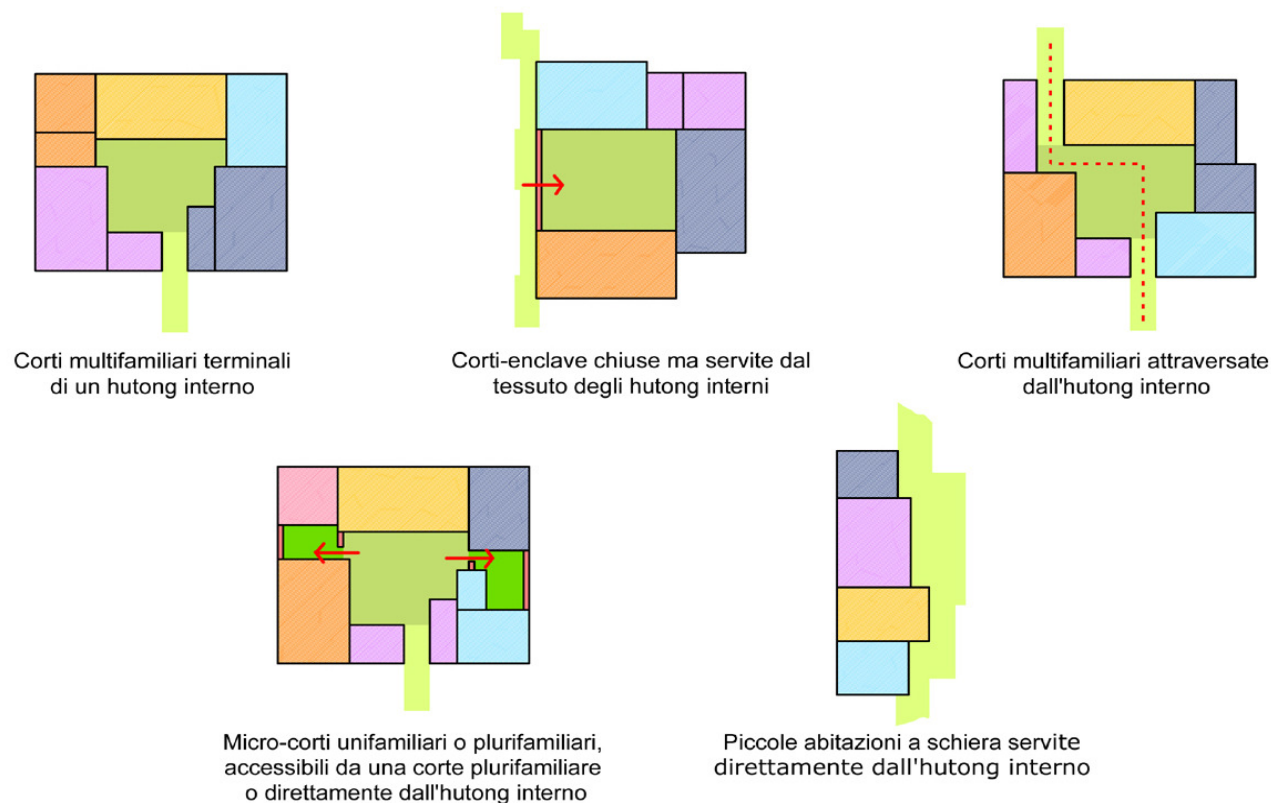 Corti multifamiliari terminali
di un hutong interno
Corti-enclave chiuse ma servite dal
tessuto degli hutong interni
Corti multifamiliari attraversate
dall'hutong interno
Micro-corti unifamiliari o plurifamiliari,
accessibili da una corte plurifamiliare
o direttamente dall'hutong interno
Piccole abitazioni a schiera servite
direttamente dall'hutong interno